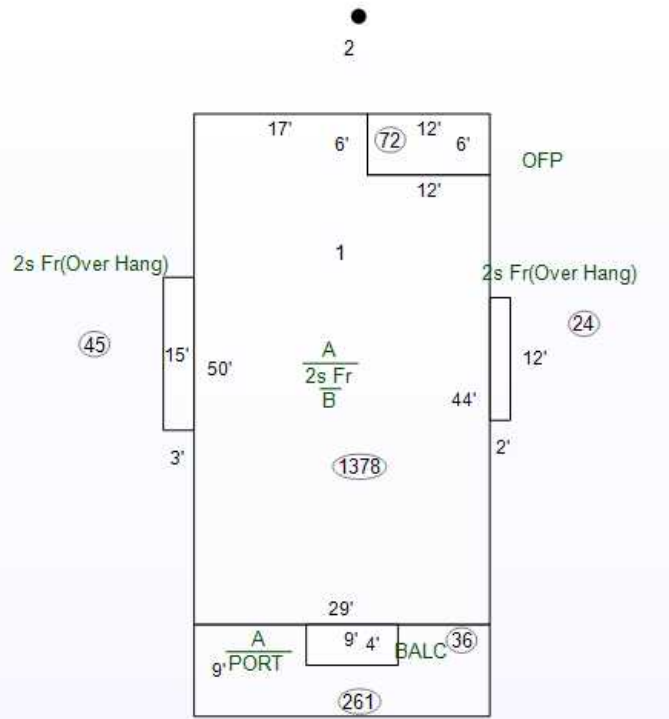 2
17'
6'
72
12'
6'
OFP
12'
1
2s Fr(Over Hang)
2s Fr(Over Hang)
45
24
15'
50'
A
2s Fr
B
12'
44'
3'
2'
1378
29'
A
PORT
9'
9'
4'
BALC
36
261